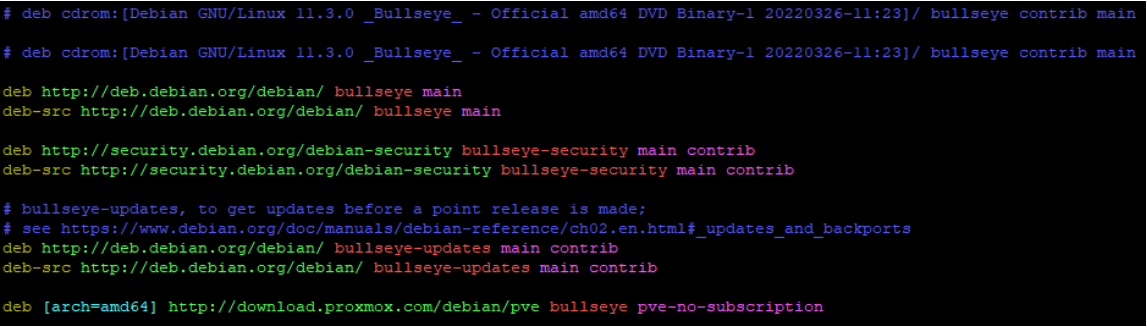 # deb cdrom:[Debian GNU/Linux 11.3.0 _Bullseye_ - Official amd64 DVD Binary-1 20220326-11:23]/ bullseye contrib main
# deb cdrom:[Debian GNU/Linux 11.3.0 _Bullseye_ - Official amd64 DVD Binary-1 20220326-11:23]/ bullseye contrib main
deb http://deb.debian.org/debian/ bullseye main
deb-src http://deb.debian.org/debian/ bullseye main
deb http://security.debian.org/debian-security bullseye-security main contrib
deb-src http://security.debian.org/debian-security bullseye-security main contrib
# bullseye-updates, to get updates before a point release is made;
# see https://www.debian.org/doc/manuals/debian-reference/ch02.en.html#_updates_and_backports
deb http://deb.debian.org/debian/ bullseye-updates main contrib
deb-src http://deb.debian.org/debian/ bullseye-updates main contrib
deb [arch=amd64] http://download.proxmox.com/debian/pve bullseye pve-no-subscription